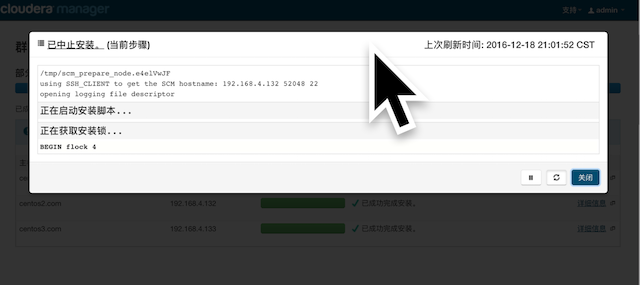 cloudera manager
支持
admin
群
已中止安装。 (当前步骤)
上次刷新时间: 2016-12-18 21:01:52 CST
部
/tmp/scm_prepare_node.e4elVwJF
using SSH_CLIENT to get the SCM hostname: 192.168.4.132 52048 22
opening logging file descriptor
正在启动安装脚本...
正在获取安装锁...
BEGIN flock 4
关闭
centos2.com 192.168.4.132 已成功完成安装。 详细信息
centos3.com 192.168.4.133 已成功完成安装。 详细信息